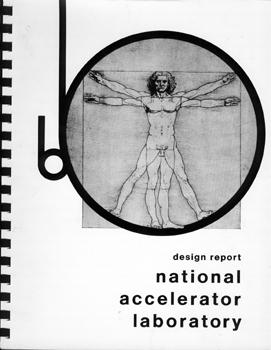 design report
national
accelerator
laboratory